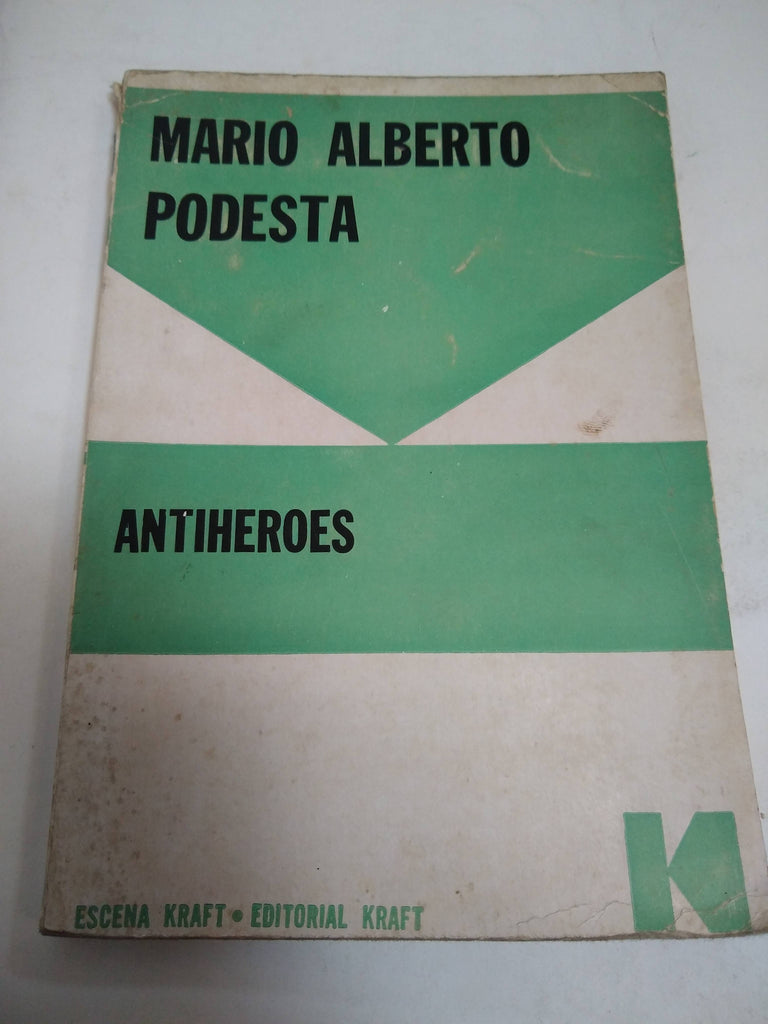 MARIO ALBERTO
PODESTA
ANTIHEROES
ESCENA KRAFT • EDITORIAL KRAFT
K